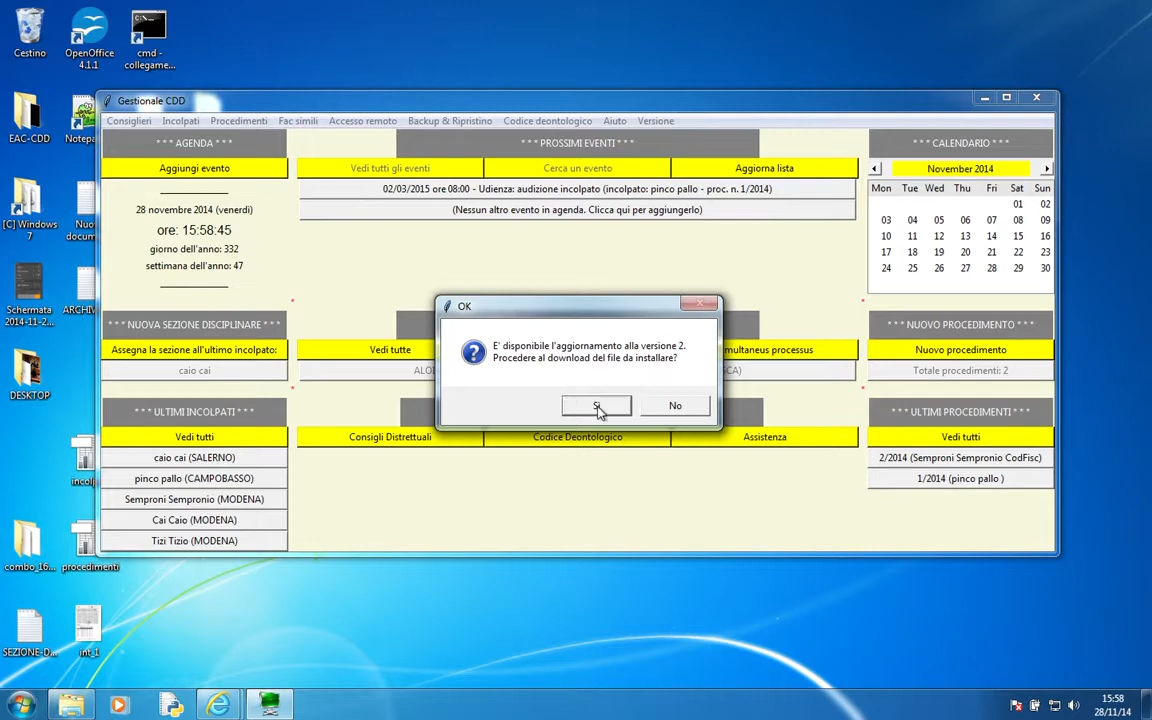 Cestino
OpenOffice
4.1.1
cmd -
collegame...
EAC-CDD
Notepa
[C] Windows
7
Nuo
docum
Schermata
2014-11-2...
ARCHIV
DESKTOP
incolp
combo_16...
procedimenti
SEZIONE-D...
int_1
Gestionale CDD
Consiglieri Incolpati Procedimenti Fac simili Accesso remoto Backup & Ripristino Codice deontologico Aiuto Versione
* * * AGENDA * * *
Aggiungi evento
28 novembre 2014 (venerdì)
ore: 15:58:45
giorno dell'anno: 332
settimana dell'anno: 47
* * * PROSSIMI EVENTI * * *
Vedi tutti gli eventi Cerca un evento Aggiorna lista
02/03/2015 ore 08:00 - Udienza: audizione incolpato (incolpato: pinco pallo - proc. n. 1/2014)
(Nessun altro evento in agenda. Clicca qui per aggiungerlo)
* * * CALENDARIO * * *
November 2014
Mon Tue Wed Thu Fri Sat Sun
01 02
03 04 05 06 07 08 09
10 11 12 13 14 15 16
17 18 19 20 21 22 23
24 25 26 27 28 29 30
* * * NUOVA SEZIONE DISCIPLINARE * * *
Assegna la sezione all'ultimo incolpato:
caio cai
Vedi tutte
multaneus processus
ALO
CA)
* * * NUOVO PROCEDIMENTO * * *
Nuovo procedimento
Totale procedimenti: 2
OK
E' disponibile l'aggiornamento alla versione 2.
Procedere al download del file da installare?
Sì No
* * * ULTIMI INCOLPATI * * *
Vedi tutti
caio cai (SALERNO)
pinco pallo (CAMPOBASSO)
Semproni Sempronio (MODENA)
Cai Caio (MODENA)
Tizi Tizio (MODENA)
Consigli Distrettuali Codice Deontologico Assistenza
* * * ULTIMI PROCEDIMENTI * * *
Vedi tutti
2/2014 (Semproni Sempronio CodFisc)
1/2014 (pinco pallo )
15:58
28/11/14